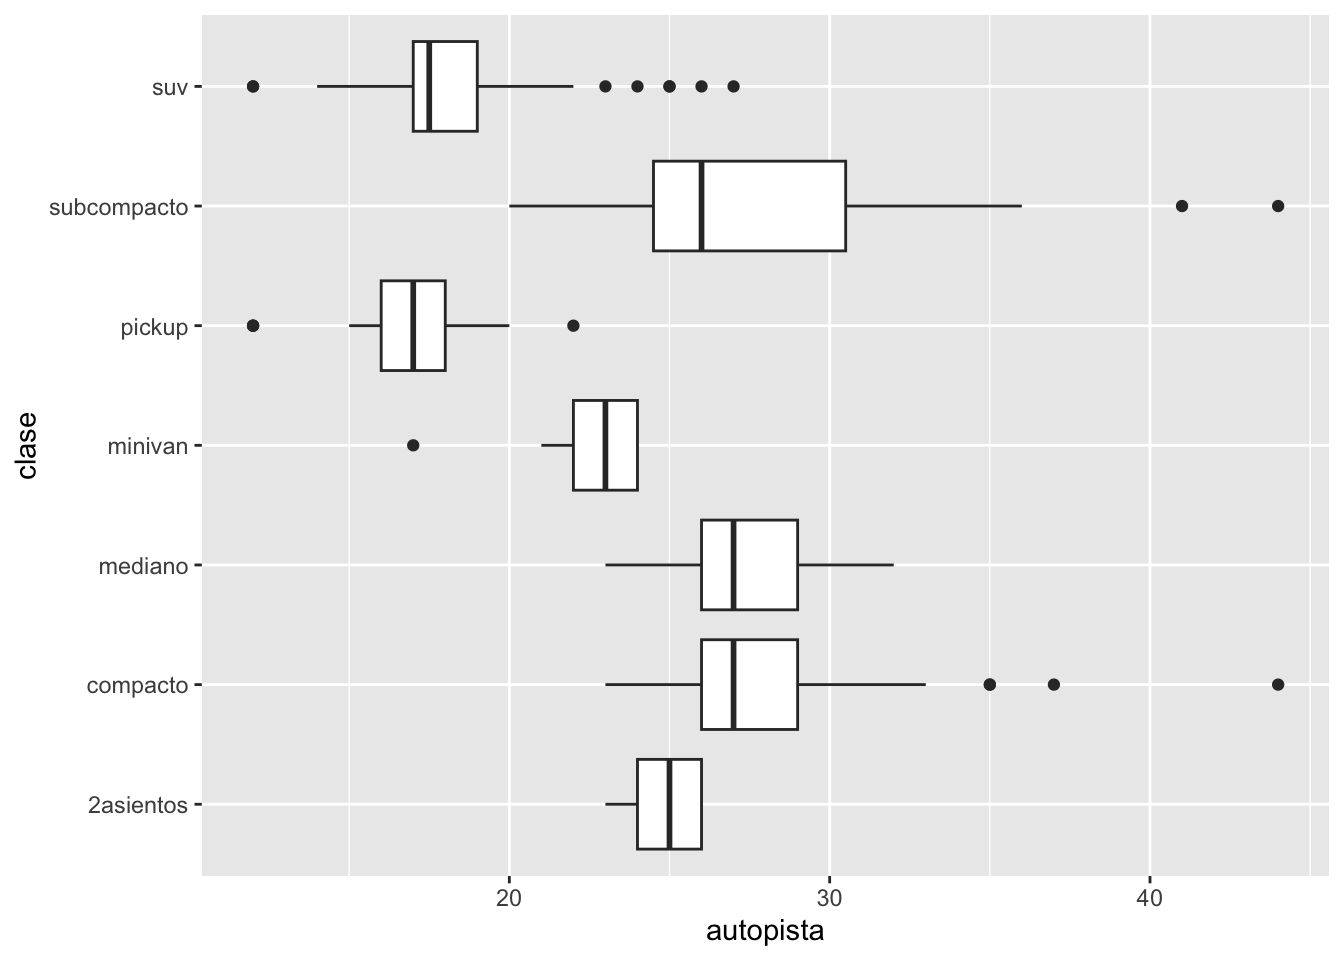 suv
subcompacto
pickup
minivan
mediano
compacto
2asientos
clase
20 30 40
autopista